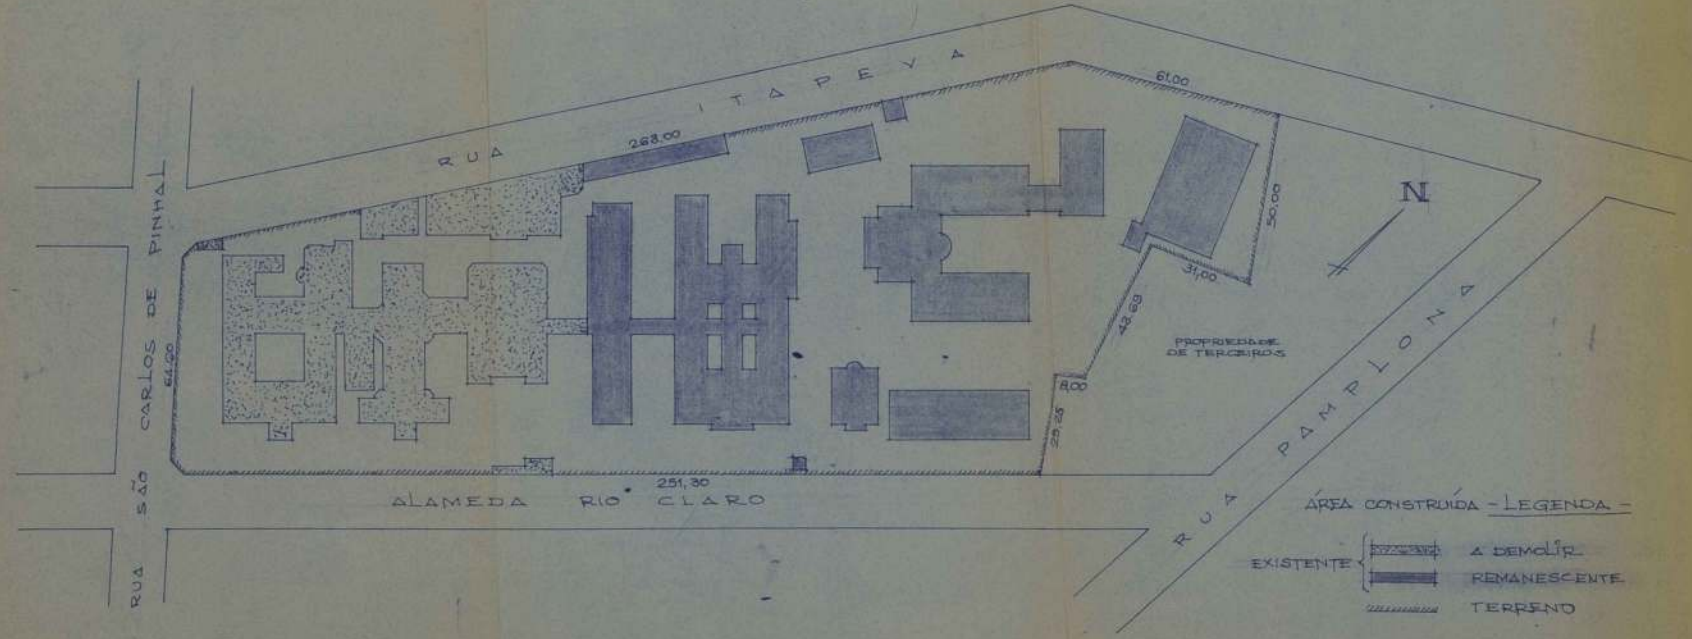 RUA ITAPEVA
268,00
61,00
50,00
31,00
43,69
8,00
25,25
251,30
64,60
N
PROPRIEDADE
DE TERCEIROS
RUA SÃO CARLOS DE PINHAL
ALAMEDA RIO CLARO
RUA PAMPLONA
ÁREA CONSTRUÍDA - LEGENDA -
EXISTENTE
A DEMOLIR
REMANESCENTE
TERRENO